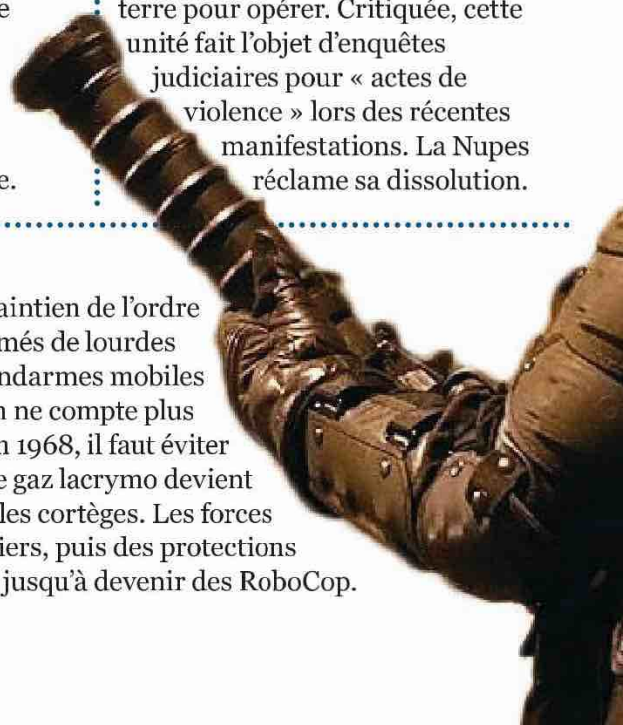 e
terre pour opérer. Critiquée, cette
unité fait l’objet d’enquêtes
judiciaires pour « actes de
violence » lors des récentes
manifestations. La Nupes
réclame sa dissolution.
e.
aintien de l’ordre
més de lourdes
ndarmes mobiles
n ne compte plus
n 1968, il faut éviter
e gaz lacrymo devient
les cortèges. Les forces
iers, puis des protections
jusqu’à devenir des RoboCop.